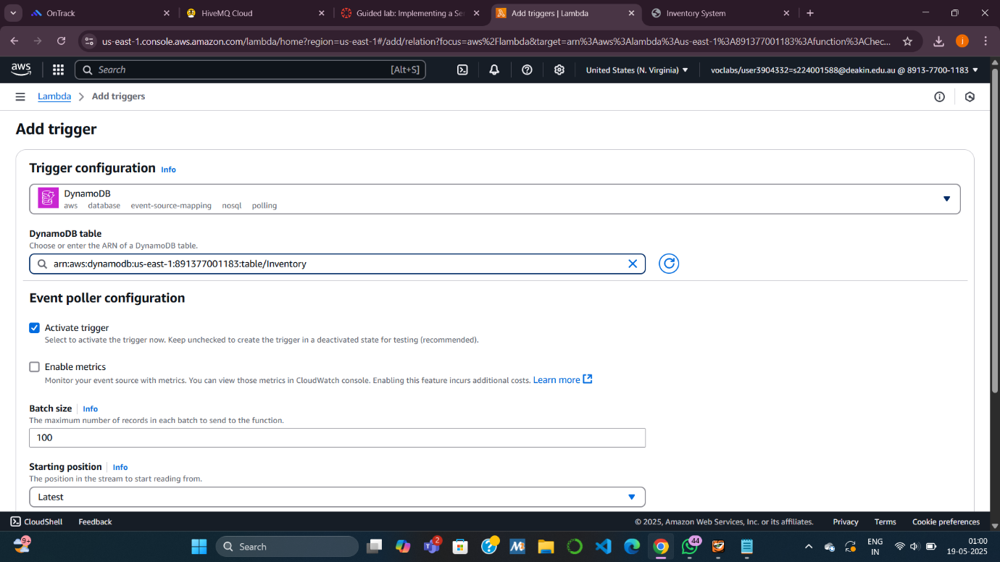 OnTrack
HiveMQ Cloud
Guided lab: Implementing a Se
Add triggers | Lambda
Inventory System
us-east-1.console.aws.amazon.com/lambda/home?region=us-east-1#/add/relation?focus=aws%2Flambda&target=arn%3Aaws%3Alambda%3Aus-east-1%3A891377001183%3Afunction%3AChec...
j
aws
Search
[Alt+S]
United States (N. Virginia)
voclabs/user3904332=s224001588@deakin.edu.au @ 8913-7700-1183
Lambda
Add triggers
Add trigger
Trigger configuration Info
DynamoDB
aws database event-source-mapping nosql polling
DynamoDB table
Choose or enter the ARN of a DynamoDB table.
arn:aws:dynamodb:us-east-1:891377001183:table/Inventory
Event poller configuration
Activate trigger
Select to activate the trigger now. Keep unchecked to create the trigger in a deactivated state for testing (recommended).
Enable metrics
Monitor your event source with metrics. You can view those metrics in CloudWatch console. Enabling this feature incurs additional costs. Learn more
Batch size Info
The maximum number of records in each batch to send to the function.
100
Starting position Info
The position in the stream to start reading from.
Latest
CloudShell Feedback
© 2025, Amazon Web Services, Inc. or its affiliates. Privacy Terms Cookie preferences
9+
Search
2
44
ENG
IN
01:00
19-05-2025